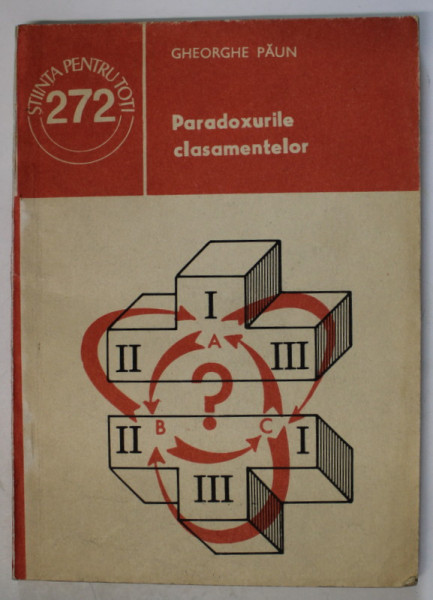 GHEORGHE PĂUN
ȘTIINȚA PENTRU TOȚI
272
Paradoxurile
clasamentelor
I
A
II
III
?
II
B
C
I
III